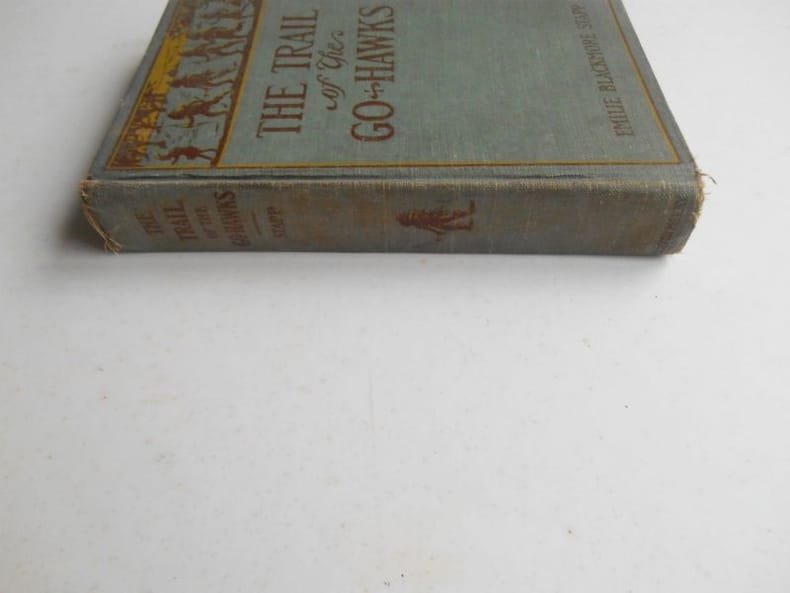 THE TRAIL
of the
GO-HAWKS
EMILIE BLACKMORE STAPP
THE
TRAIL
OF THE
GO-HAWKS
STAPP